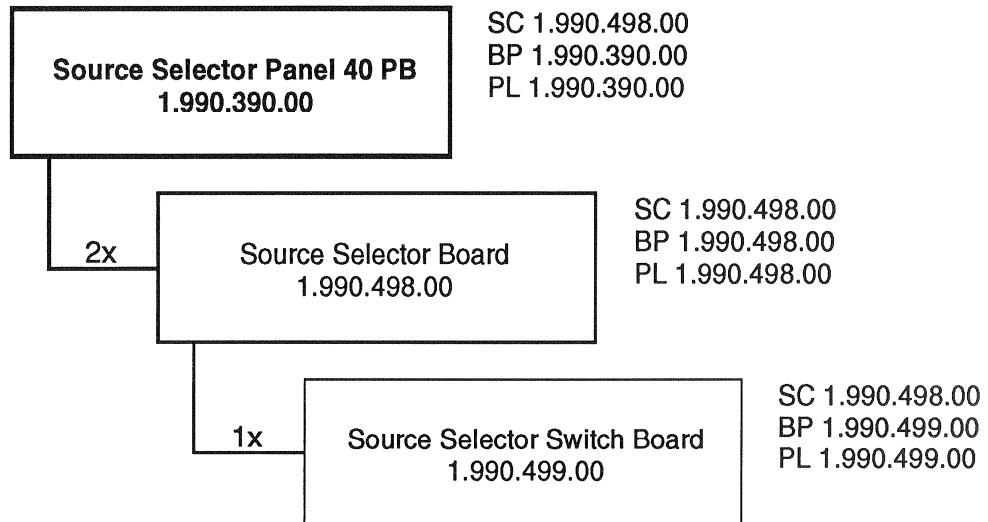 Source Selector Panel 40 PB
1.990.390.00
SC 1.990.498.00
BP 1.990.390.00
PL 1.990.390.00
2x
Source Selector Board
1.990.498.00
SC 1.990.498.00
BP 1.990.498.00
PL 1.990.498.00
1x
Source Selector Switch Board
1.990.499.00
SC 1.990.498.00
BP 1.990.499.00
PL 1.990.499.00